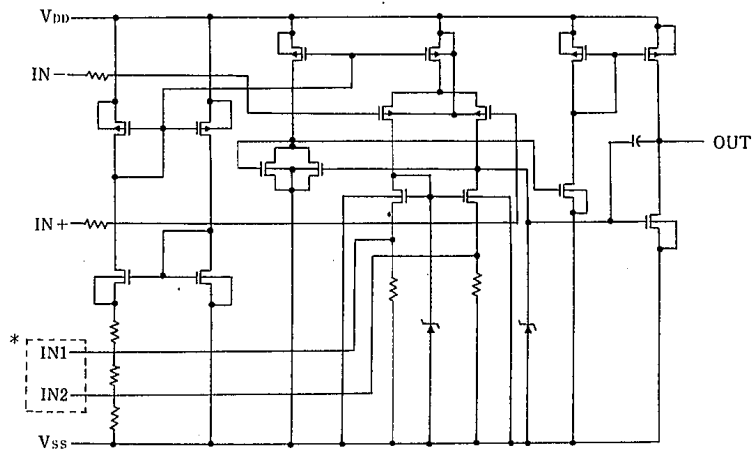 VDD
IN−
OUT
IN+
*
IN1
IN2
VSS